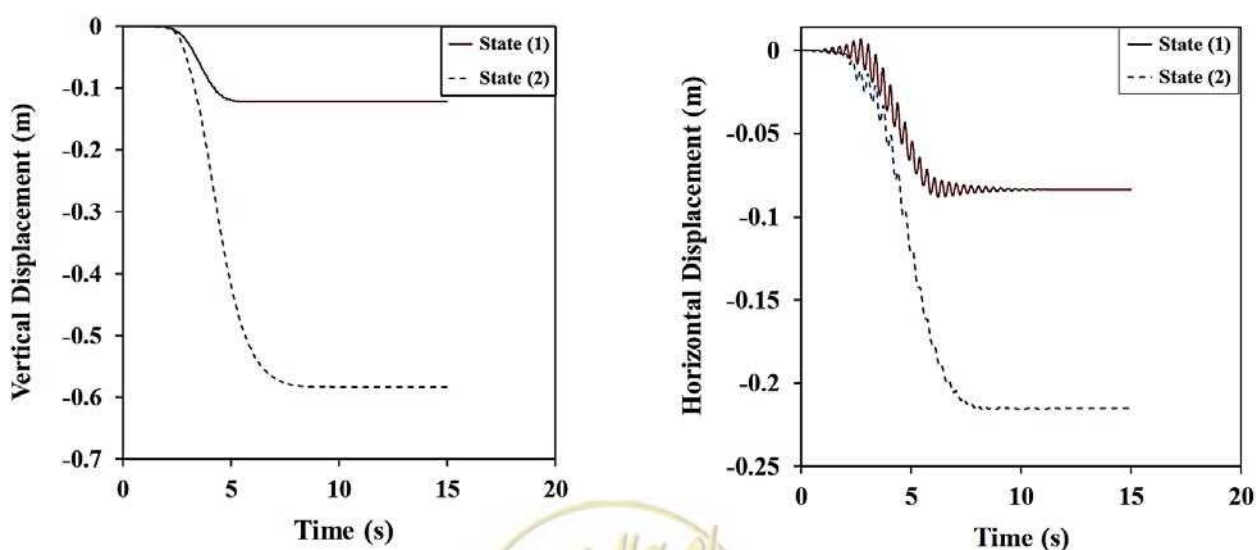 0
-0.1
-0.2
-0.3
-0.4
-0.5
-0.6
-0.7
Vertical Displacement (m)
State (1)
State (2)
0 5 10 15 20
Time (s)
0
-0.05
-0.1
-0.15
-0.2
-0.25
Horizontal Displacement (m)
State (1)
State (2)
0 5 10 15 20
Time (s)